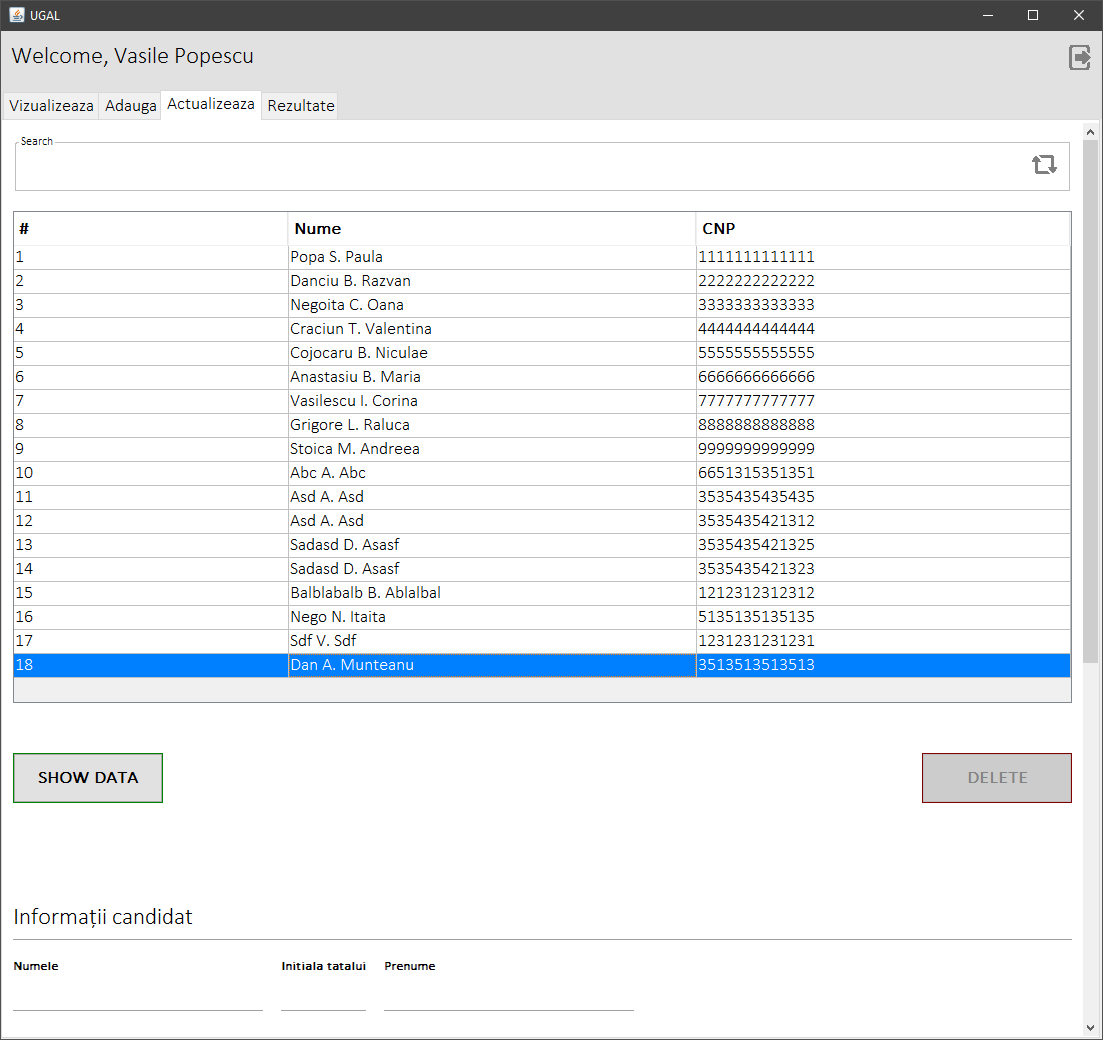 UGAL
Welcome, Vasile Popescu
Vizualizeaza Adauga Actualizeaza Rezultate
Search
# Nume CNP
1 Popa S. Paula 1111111111111
2 Danciu B. Razvan 2222222222222
3 Negoita C. Oana 3333333333333
4 Craciun T. Valentina 4444444444444
5 Cojocaru B. Niculae 5555555555555
6 Anastasiu B. Maria 6666666666666
7 Vasilescu I. Corina 7777777777777
8 Grigore L. Raluca 8888888888888
9 Stoica M. Andreea 9999999999999
10 Abc A. Abc 6651315351351
11 Asd A. Asd 3535435435435
12 Asd A. Asd 3535435421312
13 Sadasd D. Asasf 3535435421325
14 Sadasd D. Asasf 3535435421323
15 Balblabalb B. Ablalbal 1212312312312
16 Nego N. Itaita 5135135135135
17 Sdf V. Sdf 1231231231231
18 Dan A. Munteanu 3513513513513
SHOW DATA DELETE
Informații candidat
Numele Initiala tatalui Prenume